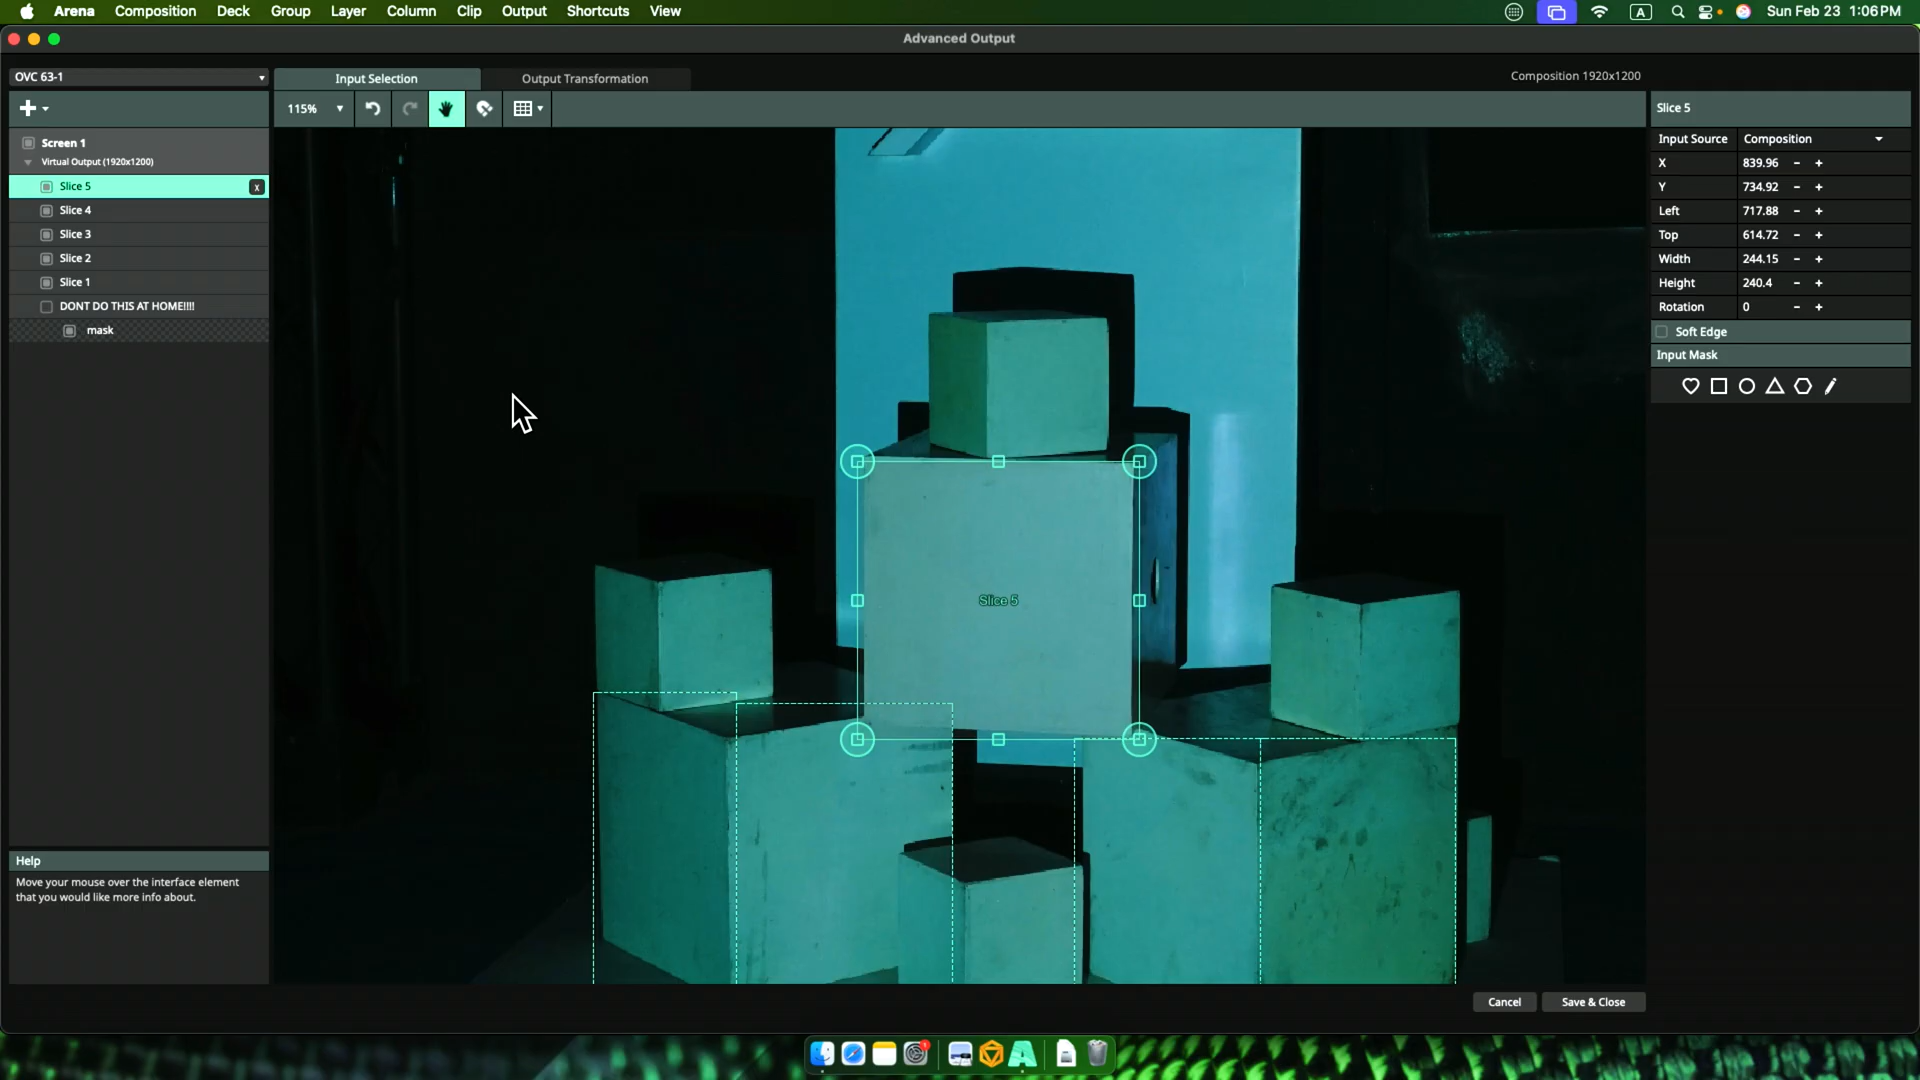 Arena Composition Deck Group Layer Column Clip Output Shortcuts View
A Sun Feb 23 1:06 PM
Advanced Output
OVC 63-1
Input Selection
Output Transformation
Composition 1920x1200
115%
Slice 5
Screen 1
Virtual Output (1920x1200)
Slice 5 x
Slice 4
Slice 3
Slice 2
Slice 1
DONT DO THIS AT HOME!!!!
mask
Input Source Composition
X 839.96 - +
Y 734.92 - +
Left 717.88 - +
Top 614.72 - +
Width 244.15 - +
Height 240.4 - +
Rotation 0 - +
Soft Edge
Input Mask
Slice 5
Help
Move your mouse over the interface element
that you would like more info about.
Cancel Save & Close